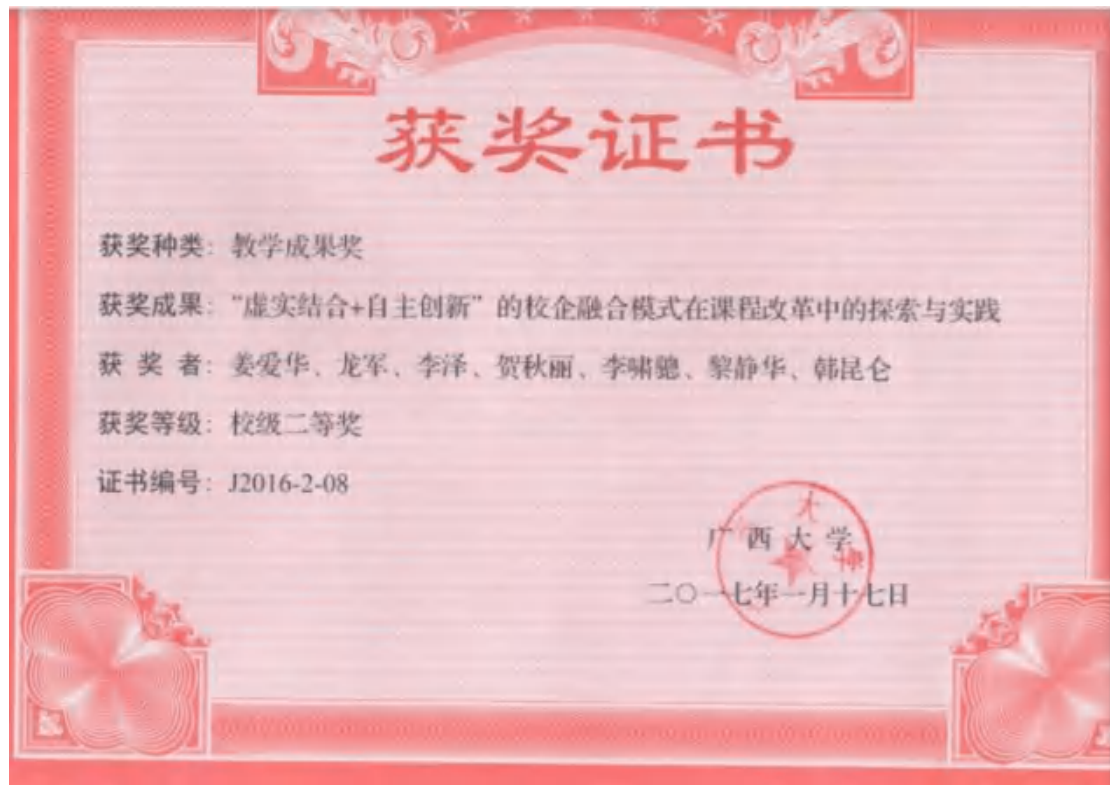 获奖证书
获奖种类：教学成果奖
获奖成果：“虚实结合+自主创新”的校企融合模式在课程改革中的探索与实践
获 奖 者：姜爱华、龙军、李泽、贺秋丽、李啸骢、黎静华、韩昆仑
获奖等级：校级二等奖
证书编号：J2016-2-08
广西大学
二〇一七年一月十七日